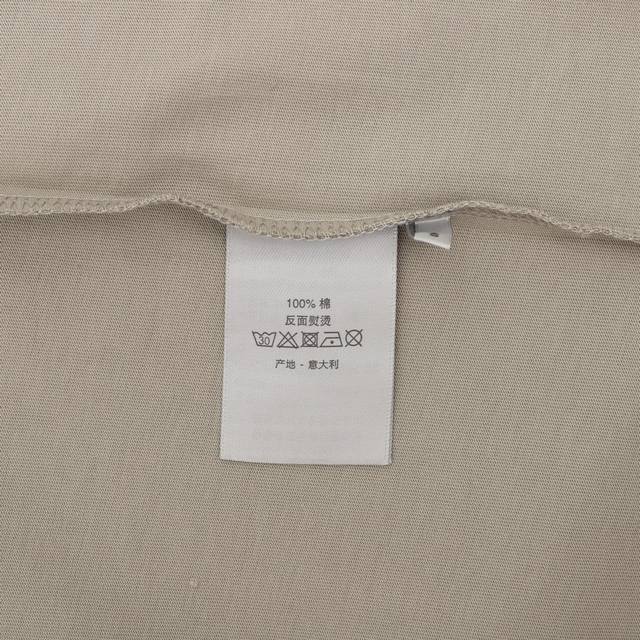 100% 棉
反面熨烫
30
产地 - 意大利